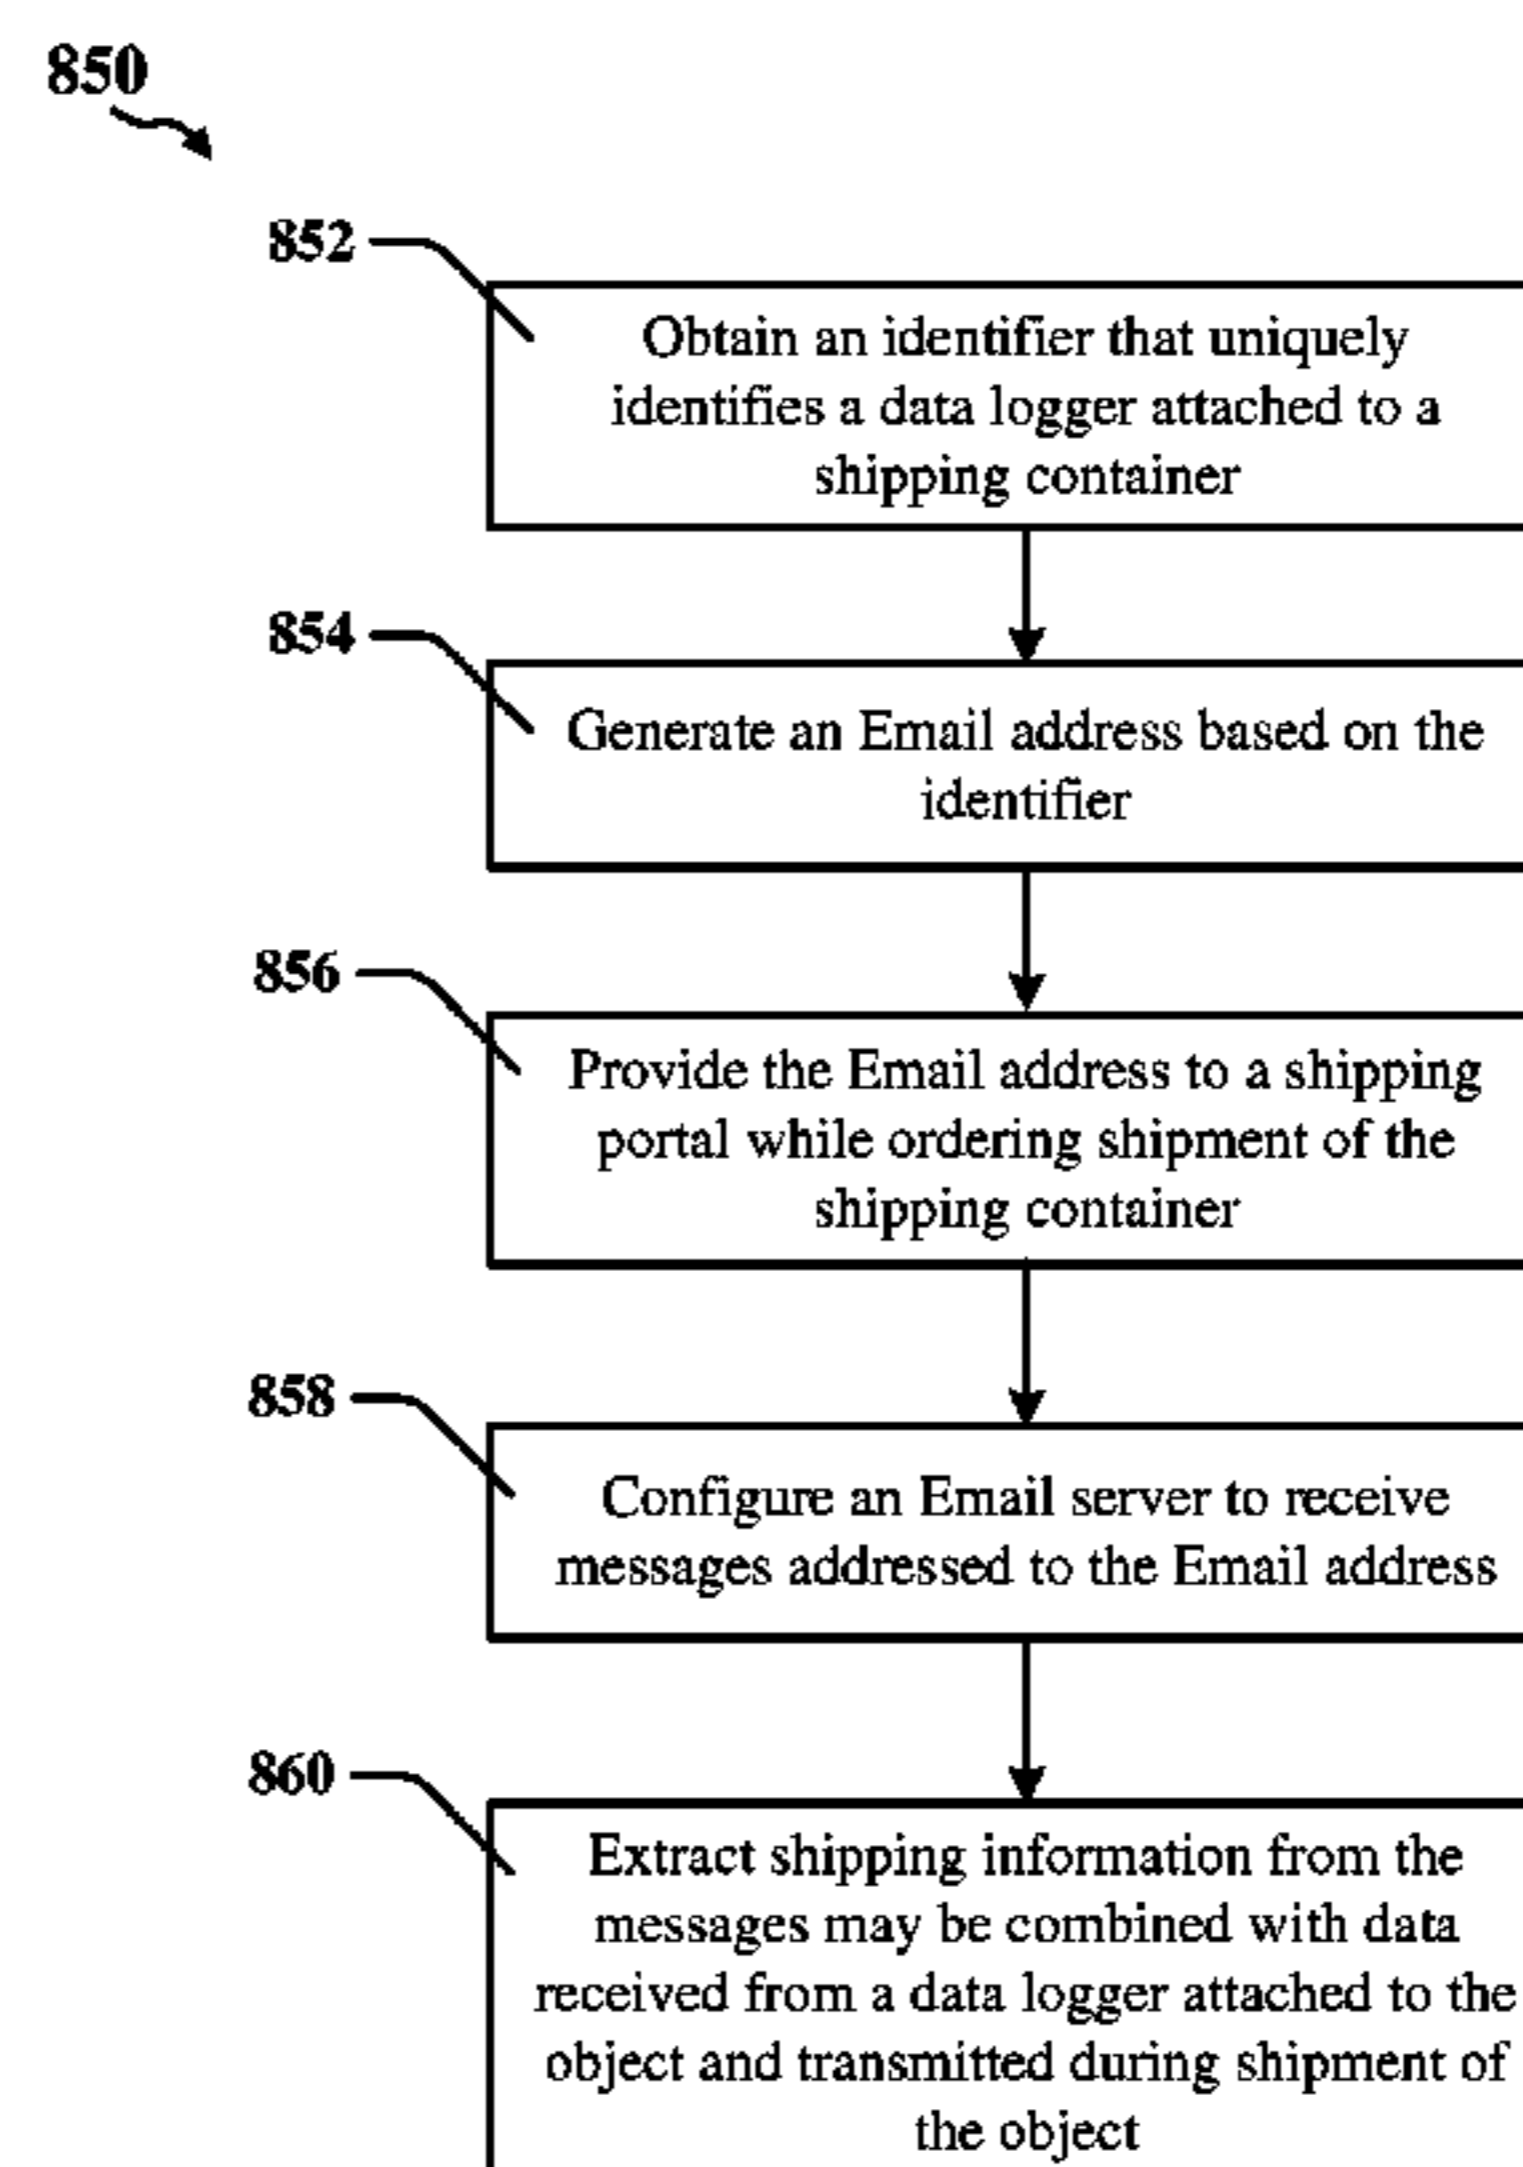 850
852
Obtain an identifier that uniquely
identifies a data logger attached to a
shipping container
854
Generate an Email address based on the
identifier
856
Provide the Email address to a shipping
portal while ordering shipment of the
shipping container
858
Configure an Email server to receive
messages addressed to the Email address
860
Extract shipping information from the
messages may be combined with data
received from a data logger attached to the
object and transmitted during shipment of
the object